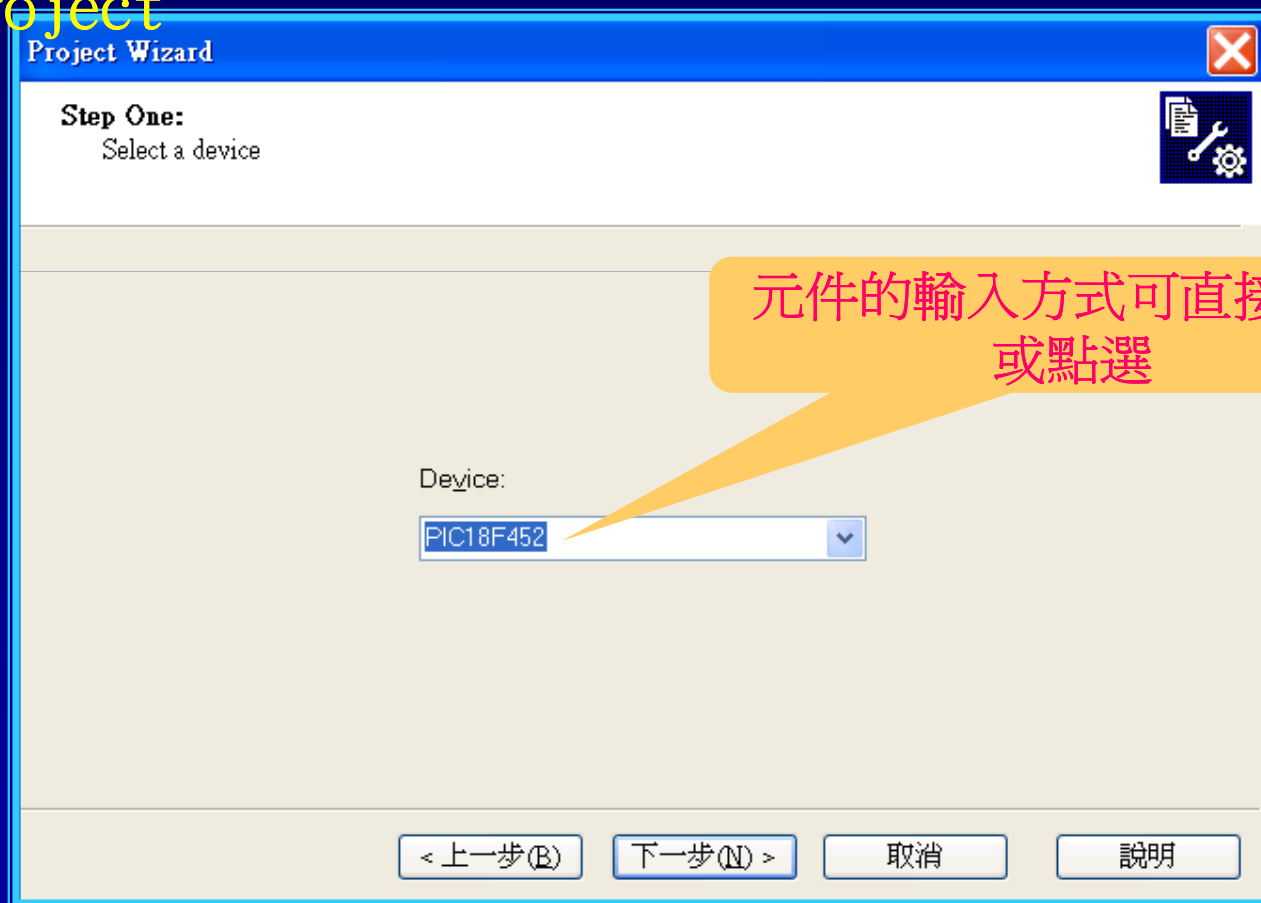 oject
Project Wizard
Step One:
Select a device
元件的輸入方式可直接
或點選
Device:
PIC18F452
< 上一步(B)
下一步(N) >
取消
說明